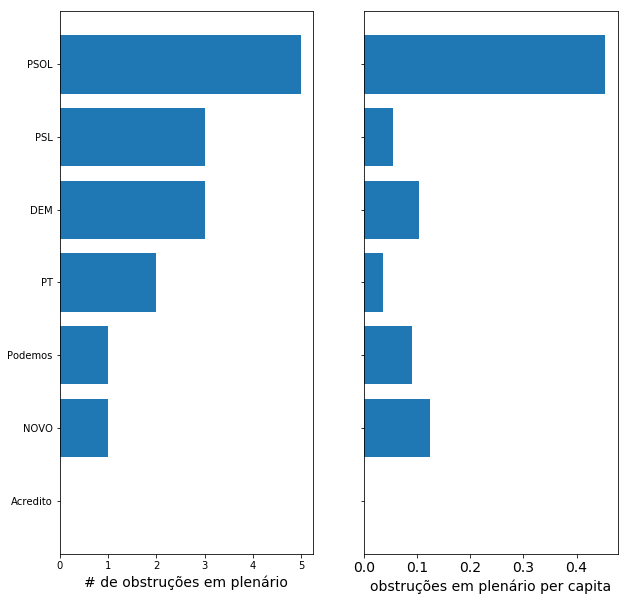 PSOL
PSL
DEM
PT
Podemos
NOVO
Acredito
0 1 2 3 4 5
# de obstruções em plenário
0.0 0.1 0.2 0.3 0.4
obstruções em plenário per capita